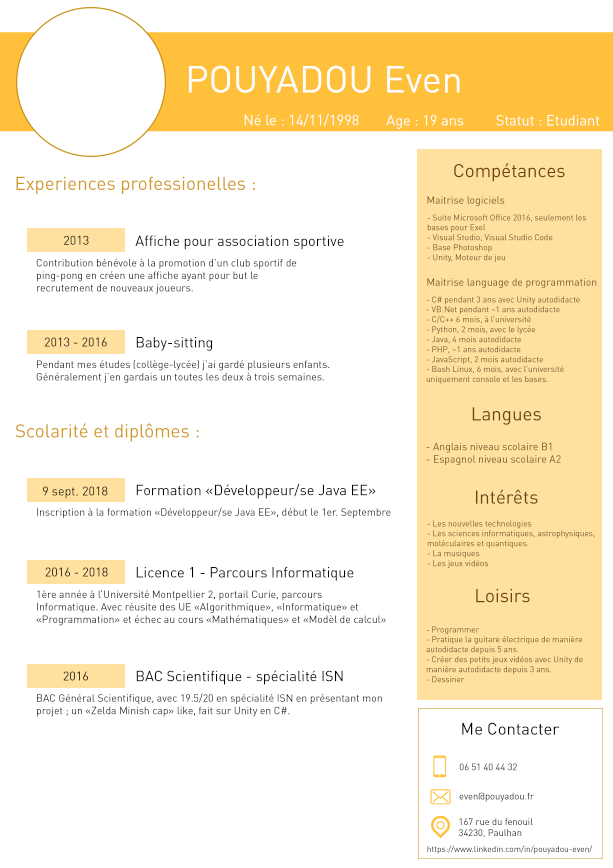 POUYADOU Even
Né le : 14/11/1998 Age : 19 ans Statut : Etudiant
Experiences professionelles :
2013 Affiche pour association sportive
Contribution bénévole à la promotion d'un club sportif de
ping-pong en créen une affiche ayant pour but le
recrutement de nouveaux joueurs.
2013 - 2016 Baby-sitting
Pendant mes études (collège-lycée) j'ai gardé plusieurs enfants.
Généralement j'en gardais un toutes les deux à trois semaines.
Scolarité et diplômes :
9 sept. 2018 Formation «Développeur/se Java EE»
Inscription à la formation «Développeur/se Java EE», début le 1er. Septembre
2016 - 2018 Licence 1 - Parcours Informatique
1ère année à l'Université Montpellier 2, portail Curie, parcours
Informatique. Avec réusite des UE «Algorithmique», «Informatique» et
«Programmation» et échec au cours «Mathématiques» et «Modèl de calcul»
2016 BAC Scientifique - spécialité ISN
BAC Général Scientifique, avec 19.5/20 en spécialité ISN en présentant mon
projet ; un «Zelda Minish cap» like, fait sur Unity en C#.
Compétances
Maitrise logiciels
- Suite Microsoft Office 2016, seulement les
bases pour Exel
- Visual Studio, Visual Studio Code
- Base Photoshop
- Unity, Moteur de jeu
Maitrise language de programmation
- C# pendant 3 ans avec Unity autodidacte
- VB.Net pendant ~1 ans autodidacte
- C/C++ 6 mois, à l'université
- Python, 2 mois, avec le lycée
- Java, 4 mois autodidacte
- PHP, ~1 ans autodidacte
- JavaScript, 2 mois autodidacte
- Bash Linux, 6 mois, avec l'université
uniquement console et les bases.
Langues
- Anglais niveau scolaire B1
- Espagnol niveau scolaire A2
Intérêts
- Les nouvelles technologies
- Les sciences informatiques, astrophysiques,
moléculaires et quantiques.
- La musiques
- Les jeux vidéos
Loisirs
- Programmer
- Pratique la guitare électrique de manière
autodidacte depuis 5 ans.
- Créer des petits jeux vidéos avec Unity de
manière autodidacte depuis 3 ans.
- Dessiner
Me Contacter
06 51 40 44 32
even@pouyadou.fr
167 rue du fenouil
34230, Paulhan
https://www.linkedin.com/in/pouyadou-even/